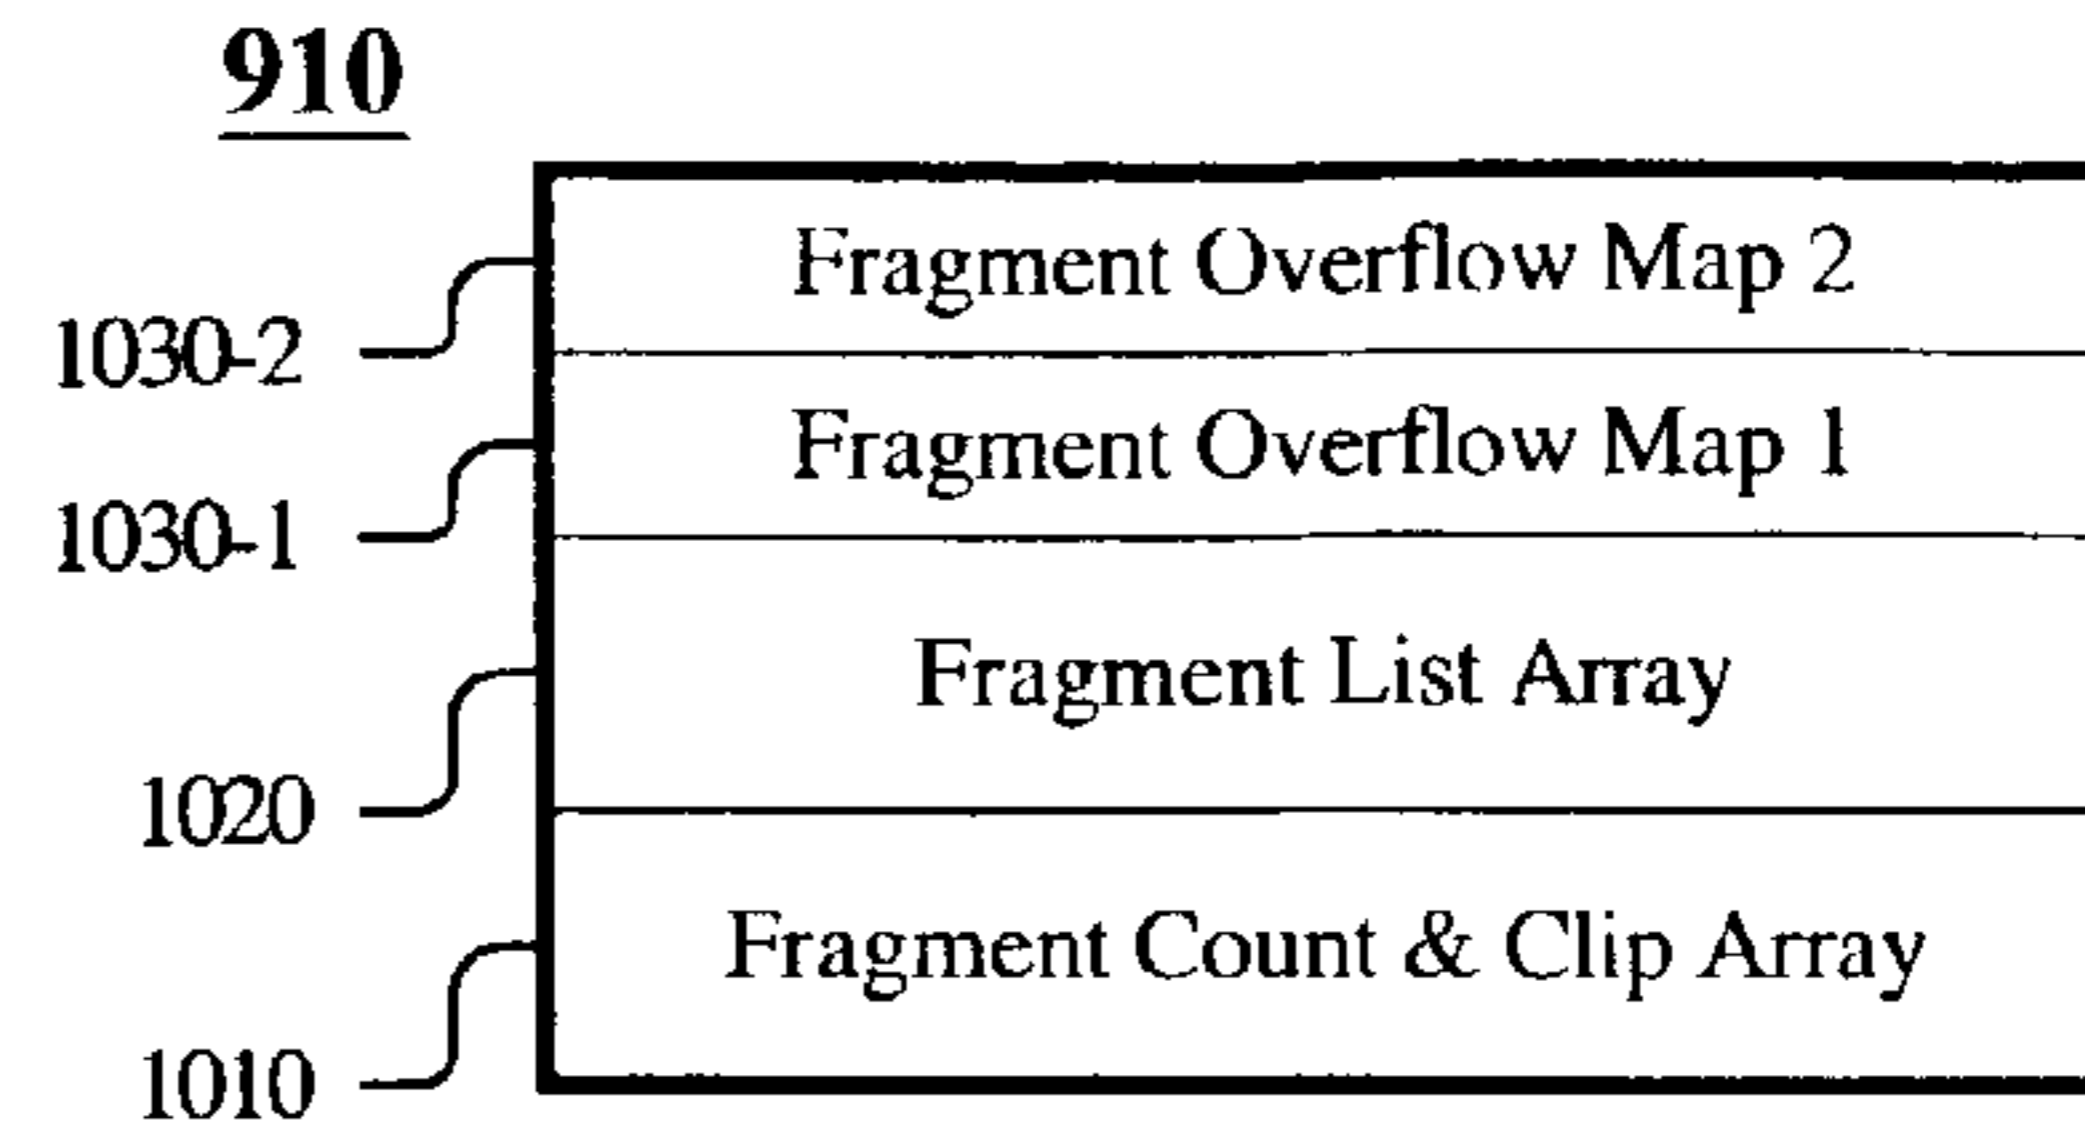 910
Fragment Overflow Map 2
1030-2
Fragment Overflow Map 1
1030-1
Fragment List Array
1020
Fragment Count & Clip Array
1010